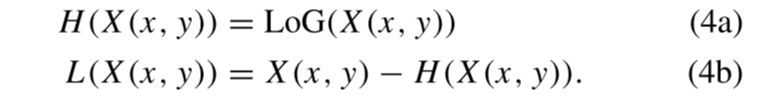 H(X(x, y)) = LoG(X(x, y)) (4a)
L(X(x, y)) = X(x, y) − H(X(x, y)). (4b)